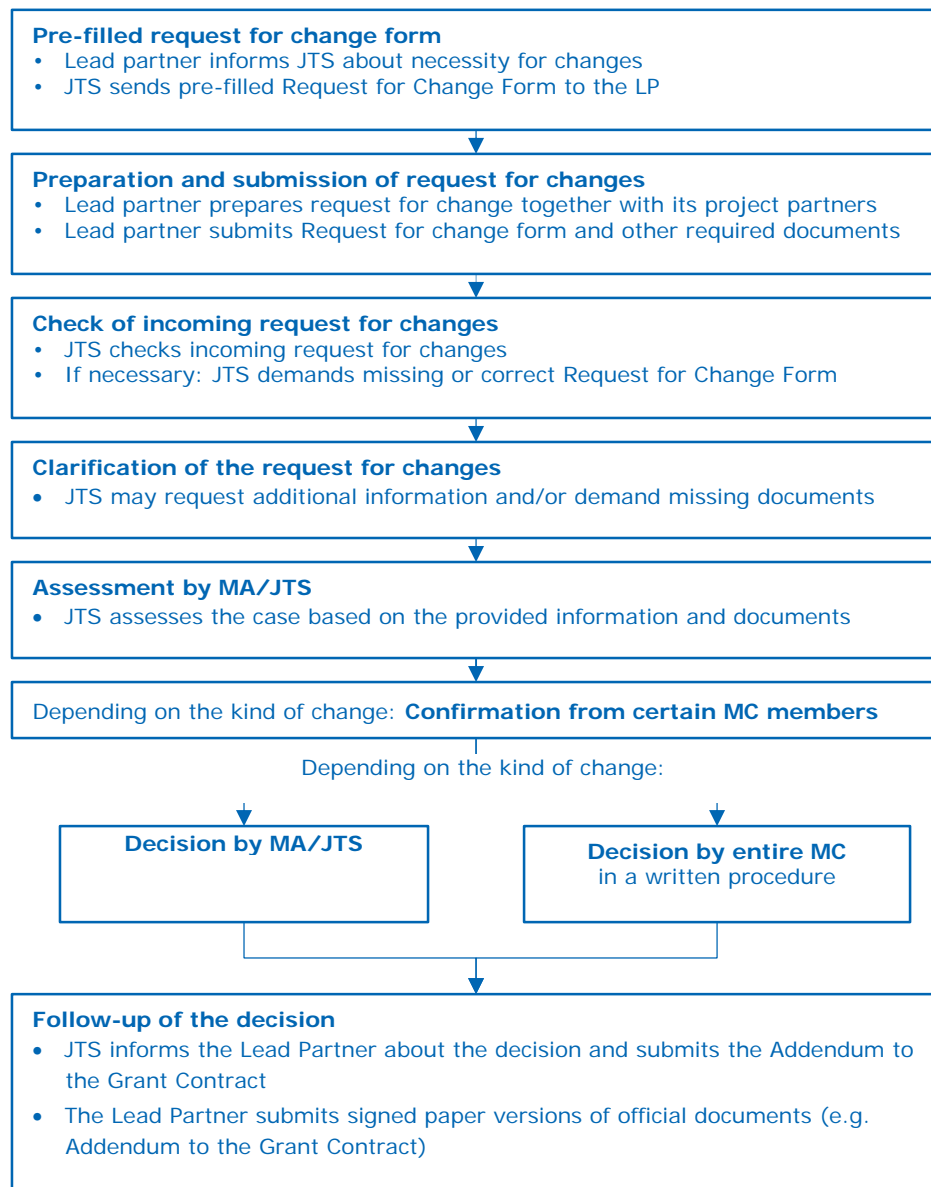 Pre-filled request for change form
• Lead partner informs JTS about necessity for changes
• JTS sends pre-filled Request for Change Form to the LP
Preparation and submission of request for changes
• Lead partner prepares request for change together with its project partners
• Lead partner submits Request for change form and other required documents
Check of incoming request for changes
• JTS checks incoming request for changes
• If necessary: JTS demands missing or correct Request for Change Form
Clarification of the request for changes
• JTS may request additional information and/or demand missing documents
Assessment by MA/JTS
• JTS assesses the case based on the provided information and documents
Depending on the kind of change: Confirmation from certain MC members
Depending on the kind of change:
Decision by MA/JTS
Decision by entire MC
in a written procedure
Follow-up of the decision
• JTS informs the Lead Partner about the decision and submits the Addendum to
the Grant Contract
• The Lead Partner submits signed paper versions of official documents (e.g.
Addendum to the Grant Contract)